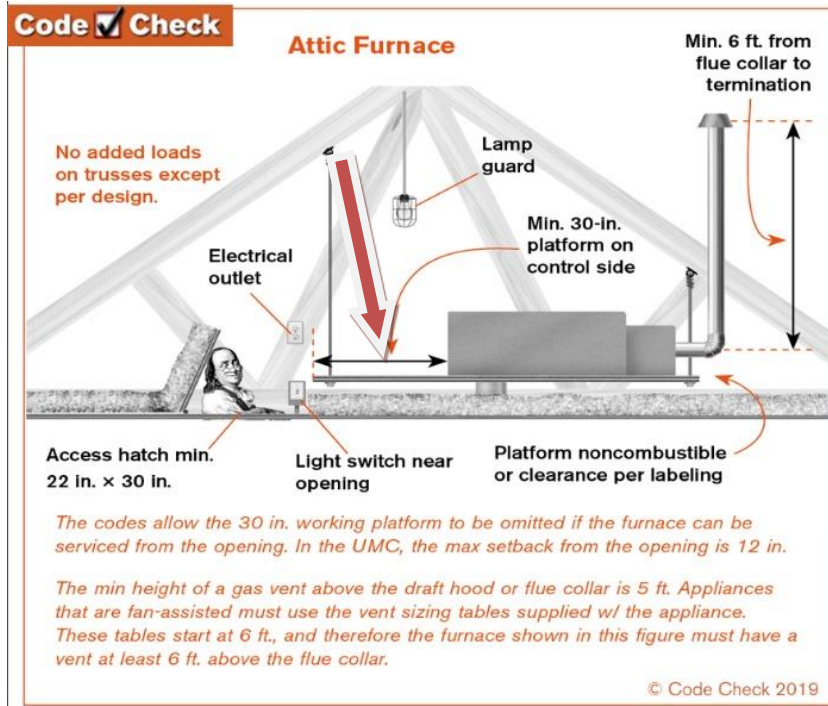 Code Check
Attic Furnace
Min. 6 ft. from
flue collar to
termination
No added loads
on trusses except
per design.
Lamp
guard
Min. 30-in.
platform on
control side
Electrical
outlet
Access hatch min.
22 in. × 30 in.
Light switch near
opening
Platform noncombustible
or clearance per labeling
The codes allow the 30 in. working platform to be omitted if the furnace can be
serviced from the opening. In the UMC, the max setback from the opening is 12 in.
The min height of a gas vent above the draft hood or flue collar is 5 ft. Appliances
that are fan-assisted must use the vent sizing tables supplied w/ the appliance.
These tables start at 6 ft., and therefore the furnace shown in this figure must have a
vent at least 6 ft. above the flue collar.
© Code Check 2019